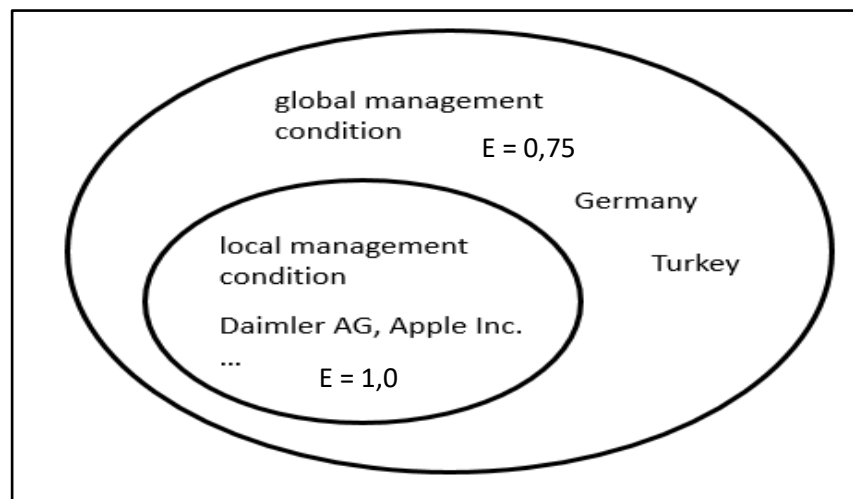 global management
condition
E = 0,75
Germany
Turkey
local management
condition
Daimler AG, Apple Inc.
...
E = 1,0